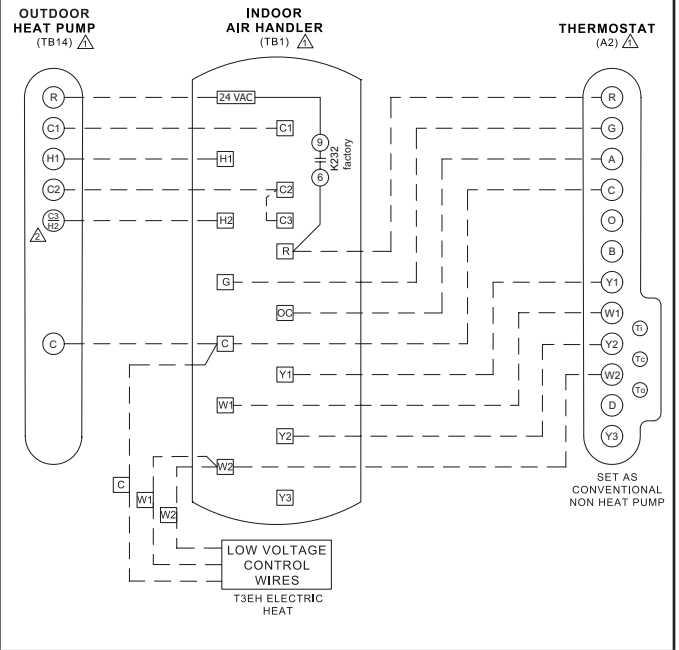 OUTDOOR
HEAT PUMP
(TB14) 1
INDOOR
AIR HANDLER
(TB1) 1
THERMOSTAT
(A2) 1
R
C1
H1
C2
C3
H2
2
C
24 VAC
C1
H1
C2
C3
H2
R
G
OC
C
Y1
W1
Y2
W2
Y3
9
6
K232
factory
R
G
A
C
O
B
Y1
W1
Y2
W2
D
Y3
Ti
Tc
To
SET AS
CONVENTIONAL
NON HEAT PUMP
C
W1
W2
LOW VOLTAGE
CONTROL
WIRES
T3EH ELECTRIC
HEAT